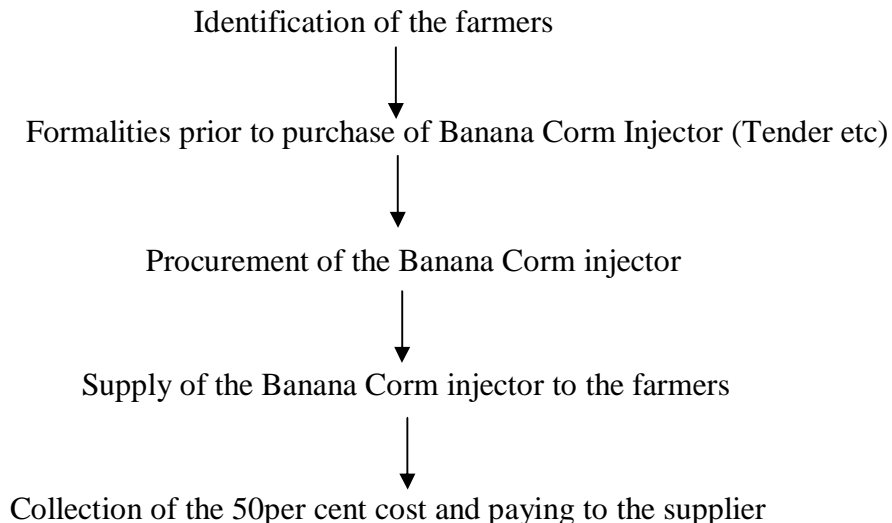 Identification of the farmers
Formalities prior to purchase of Banana Corm Injector (Tender etc)
Procurement of the Banana Corm injector
Supply of the Banana Corm injector to the farmers
Collection of the 50per cent cost and paying to the supplier